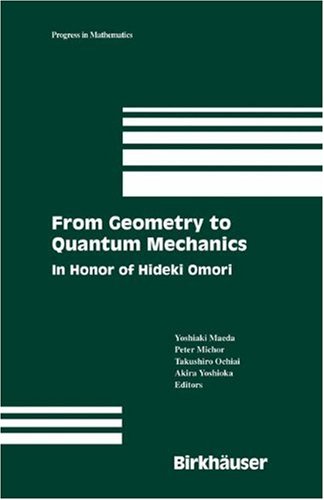 Progress in Mathematics
From Geometry to
Quantum Mechanics
In Honor of Hideki Omori
Yoshiaki Maeda
Peter Michor
Takushiro Ochiai
Akira Yoshioka
Editors
Birkhäuser